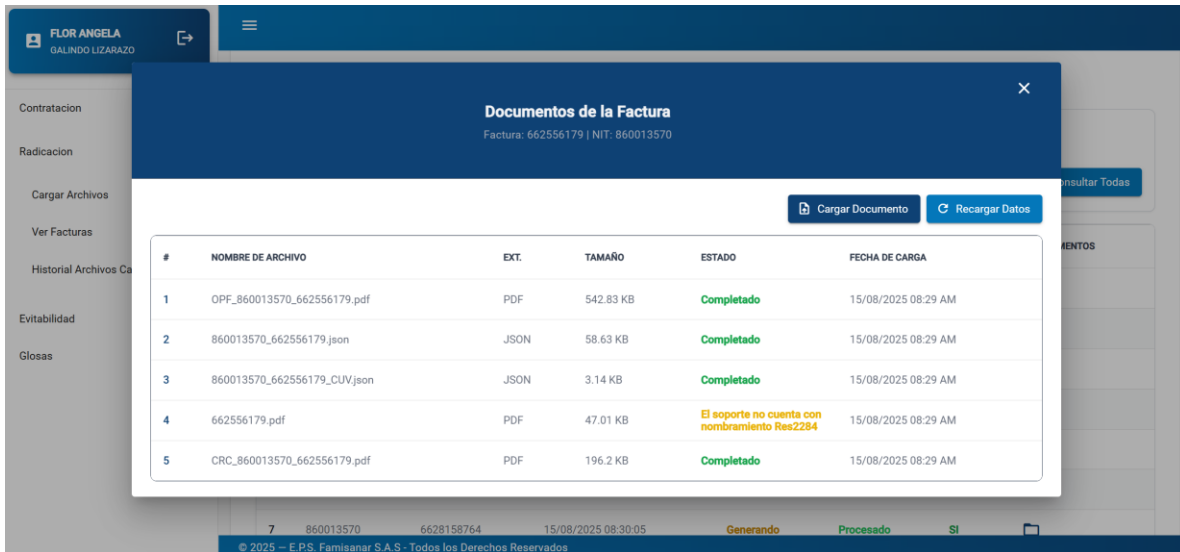 FLOR ANGELA
GALINDO LIZARAZO
Contratacion
Radicacion
Cargar Archivos
Ver Facturas
Historial Archivos Ca
Evitabilidad
Glosas
Documentos de la Factura
Factura: 662556179 | NIT: 860013570
onsultar Todas
Cargar Documento Recargar Datos
MENTOS
# NOMBRE DE ARCHIVO EXT. TAMAÑO ESTADO FECHA DE CARGA
1 OPF_860013570_662556179.pdf PDF 542.83 KB Completado 15/08/2025 08:29 AM
2 860013570_662556179.json JSON 58.63 KB Completado 15/08/2025 08:29 AM
3 860013570_662556179_CUV.json JSON 3.14 KB Completado 15/08/2025 08:29 AM
4 662556179.pdf PDF 47.01 KB El soporte no cuenta con nombramiento Res2284 15/08/2025 08:29 AM
5 CRC_860013570_662556179.pdf PDF 196.2 KB Completado 15/08/2025 08:29 AM
7 860013570 6628158764 15/08/2025 08:30:05 Generando Procesado SI
© 2025 — E.P.S. Famisanar S.A.S - Todos los Derechos Reservados